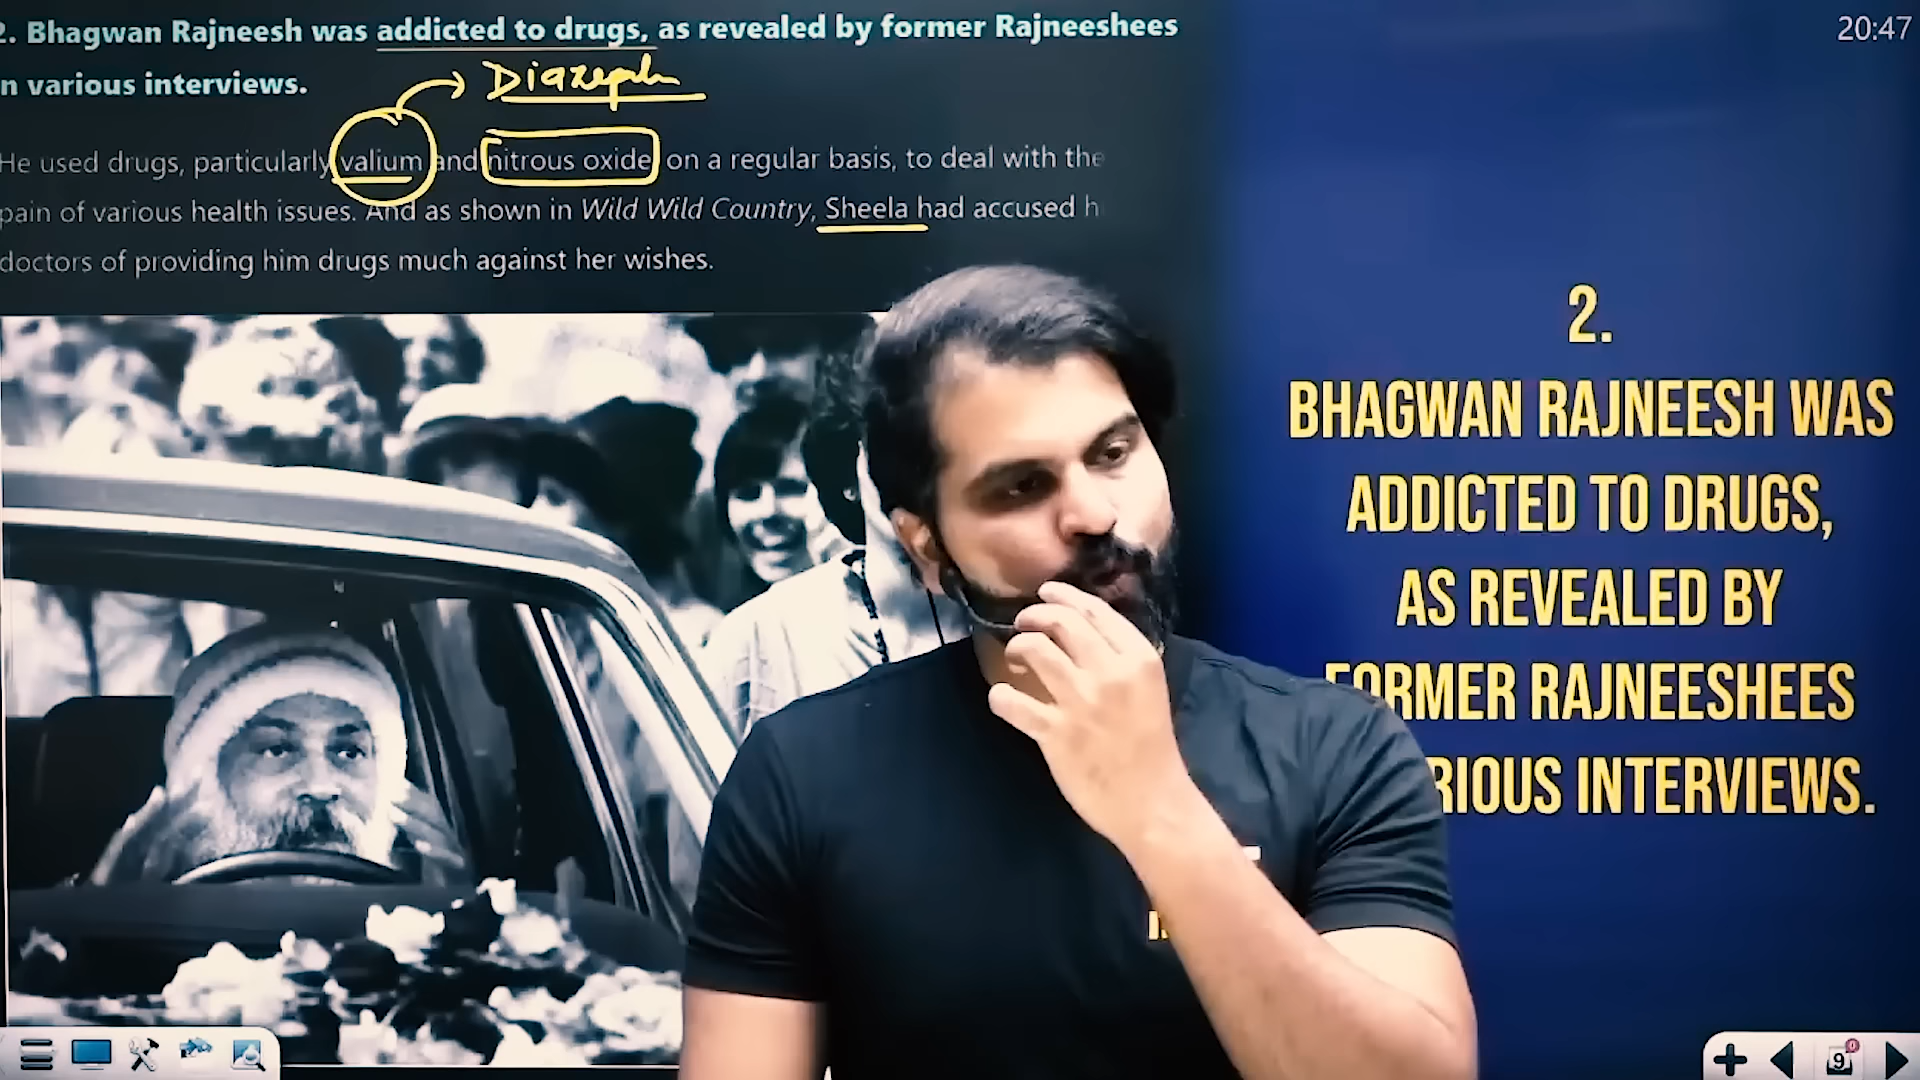 2. Bhagwan Rajneesh was addicted to drugs, as revealed by former Rajneeshees
n various interviews.
Diazepam
He used drugs, particularly valium and nitrous oxide on a regular basis, to deal with the
pain of various health issues. And as shown in Wild Wild Country, Sheela had accused h
doctors of providing him drugs much against her wishes.
20:47
2.
BHAGWAN RAJNEESH WAS
ADDICTED TO DRUGS,
AS REVEALED BY
FORMER RAJNEESHEES
RIOUS INTERVIEWS.
9